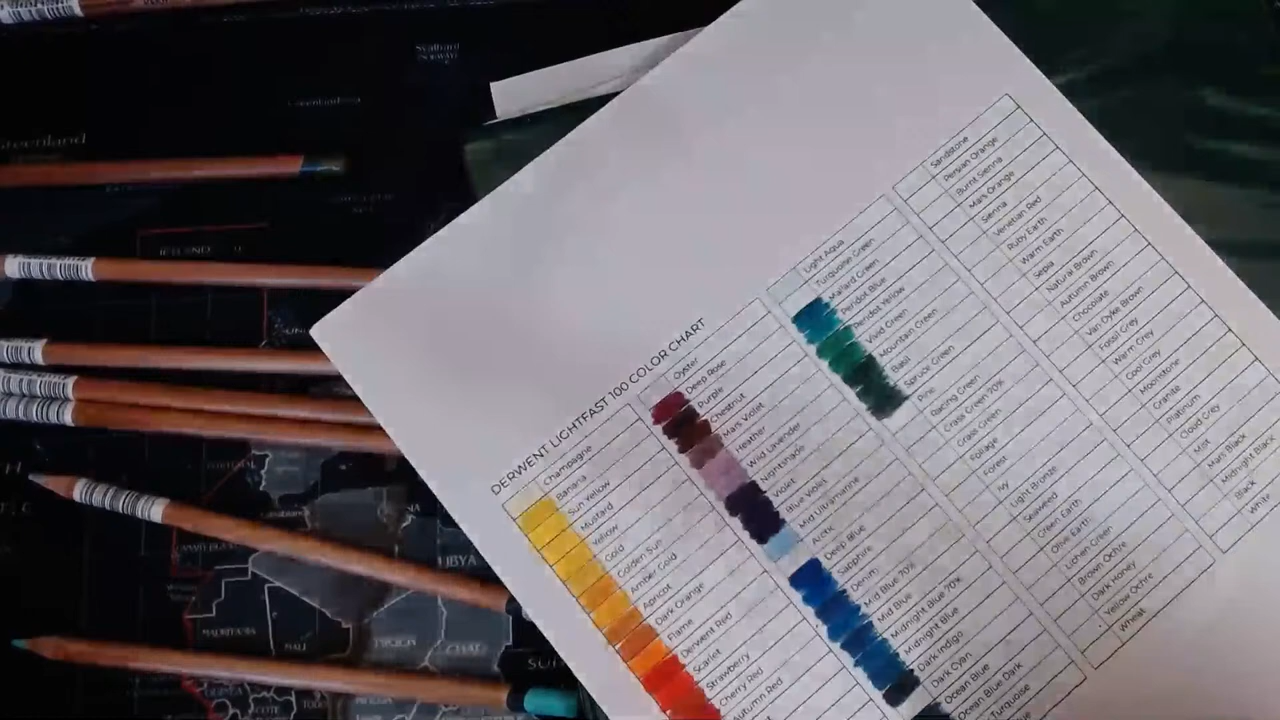 DERWENT LIGHTFAST 100 COLOR CHART
Champagne
Banana
Sun Yellow
Mustard
Yellow
Gold
Golden Sun
Amber Gold
Apricot
Dark Orange
Flame
Derwent Red
Scarlet
Strawberry
Cherry Red
Autumn Red
Oyster
Deep Rose
Purple
Chestnut
Mars Violet
Heather
Wild Lavender
Nightshade
Violet
Blue Violet
Mid Ultramarine
Arctic
Deep Blue
Sapphire
Denim
Mid Blue 70%
Mid Blue
Midnight Blue 70%
Midnight Blue
Dark Indigo
Dark Cyan
Ocean Blue
Ocean Blue Dark
Turquoise
Light Aqua
Turquoise Green
Mallard Green
Peridot Blue
Peridot Yellow
Vivid Green
Mountain Green
Basil
Spruce Green
Pine
Racing Green
Grass Green 70%
Grass Green
Foliage
Forest
Ivy
Light Bronze
Seaweed
Green Earth
Olive Earth
Lichen Green
Brown Ochre
Dark Honey
Yellow Ochre
Wheat
Sandstone
Persian Orange
Burnt Sienna
Mars Orange
Sienna
Venetian Red
Ruby Earth
Warm Earth
Sepia
Natural Brown
Autumn Brown
Chocolate
Van Dyke Brown
Fossil Grey
Warm Grey
Cool Grey
Moonstone
Granite
Platinum
Cloud Grey
Mist
Mars Black
Midnight Black
Black
White
Svalbard
Greenland
ICELAND
PORTUGAL
LIBYA
MAURITANIA
MALI
NIGER
CHAD